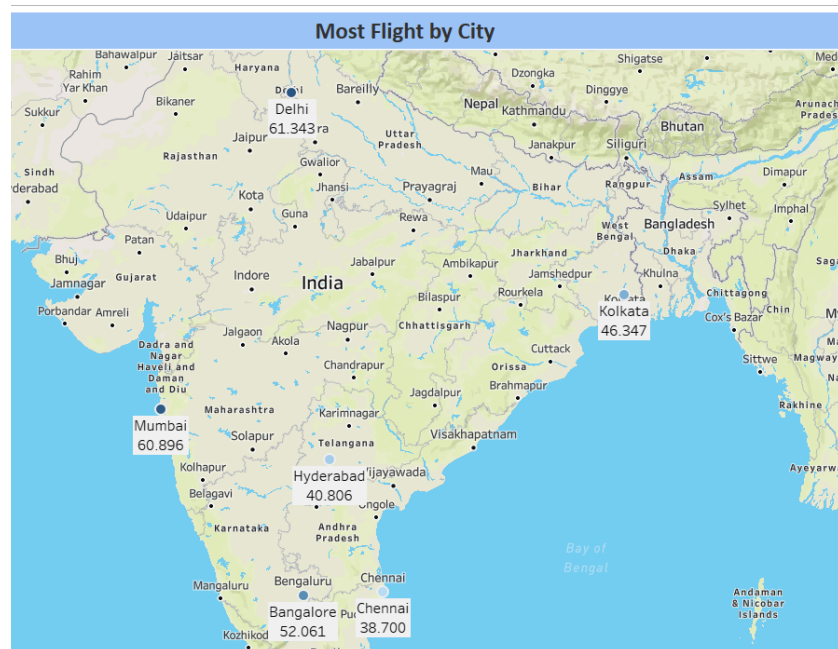 Most Flight by City
Bahawalpur
Jaitsar
Haryana
Shigatse
Rahim
Yar Khan
Bikaner
Bareilly
Dzongka
Dinggye
Nepal
Kathmandu
Arunach
Prades
Sukkur
Delhi
61.343
Jaipur
Uttar
Pradesh
Janakpur
Siliguri
Bhutan
Sindh
Rajasthan
Gwalior
Mau
Bihar
Rangpur
Assam
Dimapur
Kota
Jhansi
Prayagraj
Udaipur
Guna
Rewa
West
Bengal
Bangladesh
Sylhet
Imphal
Patan
Bhuj
Jamnagar
Gujarat
Indore
India
Jabalpur
Ambikapur
Jharkhand
Jamshedpur
Dhaka
Khulna
Chittagong
Chin
Porbandar
Amreli
Bilaspur
Rourkela
Kolkata
46.347
Cox's Bazar
Jalgaon
Akola
Nagpur
Chhattisgarh
Dadra and
Nagar
Haveli and
Daman
and Diu
Chandrapur
Cuttack
Orissa
Sittwe
Magway
Maharashtra
Jagdalpur
Brahmapur
Rakhine
Mumbai
60.896
Karimnagar
Solapur
Telangana
Visakhapatnam
Kolhapur
Hyderabad
40.806
Belagavi
Karnataka
Andhra
Pradesh
Bay of
Bengal
Mangaluru
Bengaluru
Chennai
Bangalore
52.061
Chennai
38.700
Andaman
& Nicobar
Islands